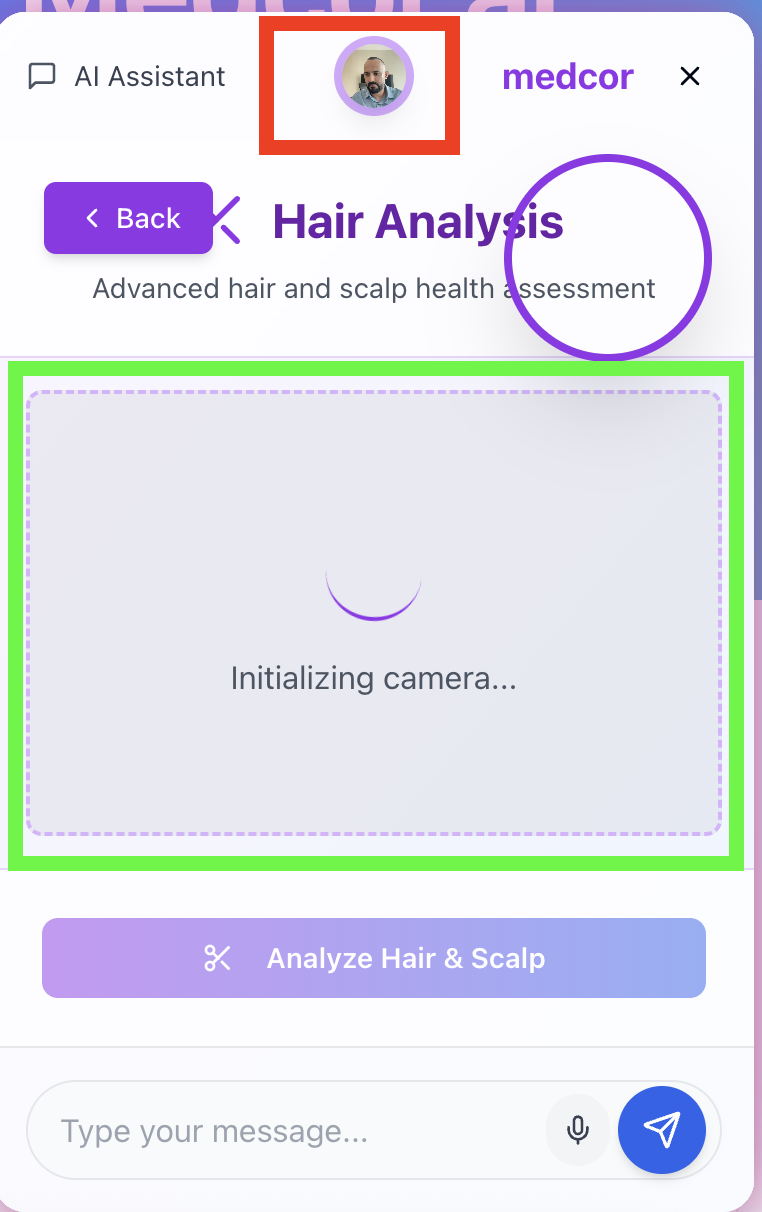 AI Assistant
medcor
Back
Hair Analysis
Advanced hair and scalp health assessment
Initializing camera...
Analyze Hair & Scalp
Type your message...